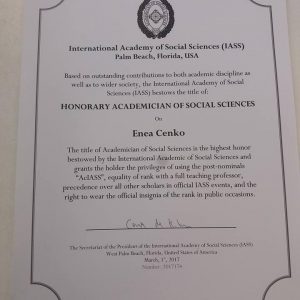 International Academy of Social Sciences (IASS)
Palm Beach, Florida, USA
Based on outstanding contributions to both academic discipline as
well as to wider society, the International Academy of Social
Sciences (IASS) bestows the title of:
HONORARY ACADEMICIAN OF SOCIAL SCIENCES
On
Enea Cenko
The title of Academician of Social Sciences is the highest honor
bestowed by the International Academic of Social Sciences and
grants the holder the privileges of using the post-nominals
"AcIASS", equality of rank with a full teaching professor,
precedence over all other scholars in official IASS events, and the
right to wear the official insignia of the rank in public occasions.
The Secretariat of the President of the International Academy of Social Sciences (IASS)
West Palm Beach, Florida, United States of America
March, 1st, 2017
Number: